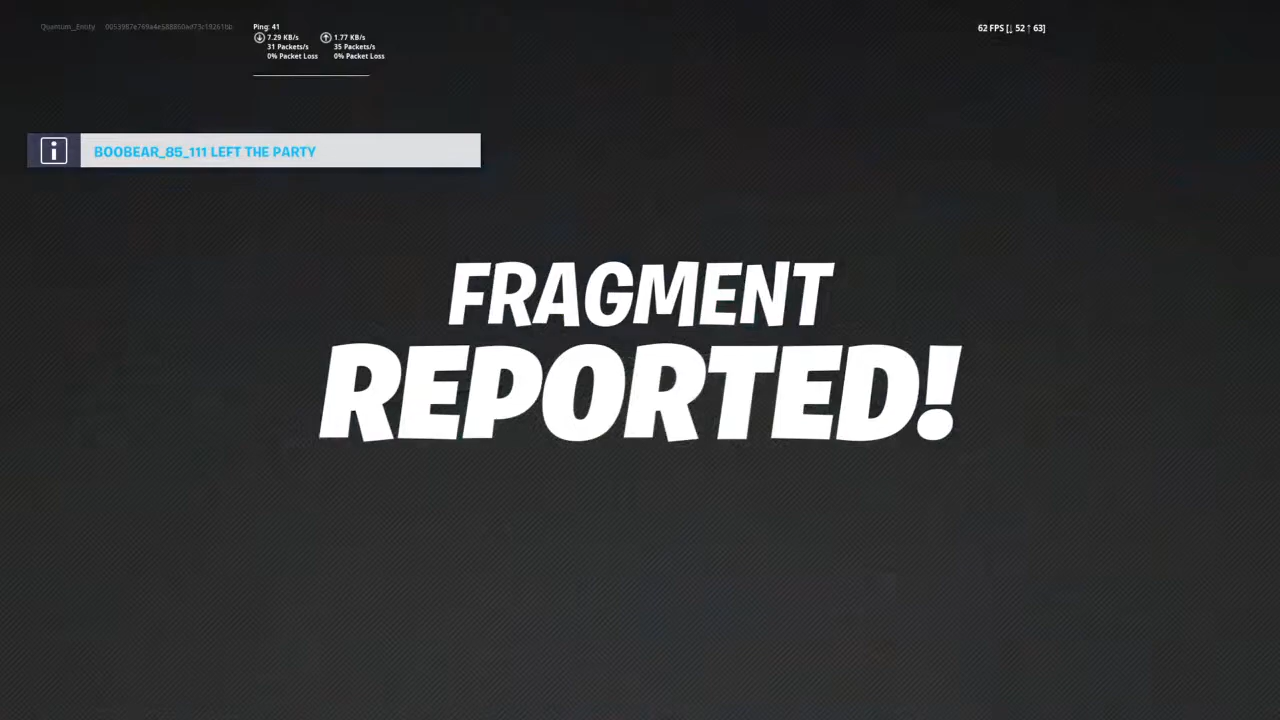 Quantum_Entity
Ping: 41
7.29 KB/s 1.77 KB/s
31 Packets/s 35 Packets/s
0% Packet Loss 0% Packet Loss
62 FPS [↓ 52 ↑ 63]
BOOBEAR_85_111 LEFT THE PARTY
FRAGMENT
REPORTED!